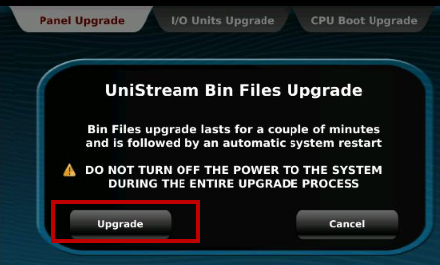 Panel Upgrade I/O Units Upgrade CPU Boot Upgrade
UniStream Bin Files Upgrade
Bin Files upgrade lasts for a couple of minutes
and is followed by an automatic system restart
DO NOT TURN OFF THE POWER TO THE SYSTEM
DURING THE ENTIRE UPGRADE PROCESS
Upgrade Cancel